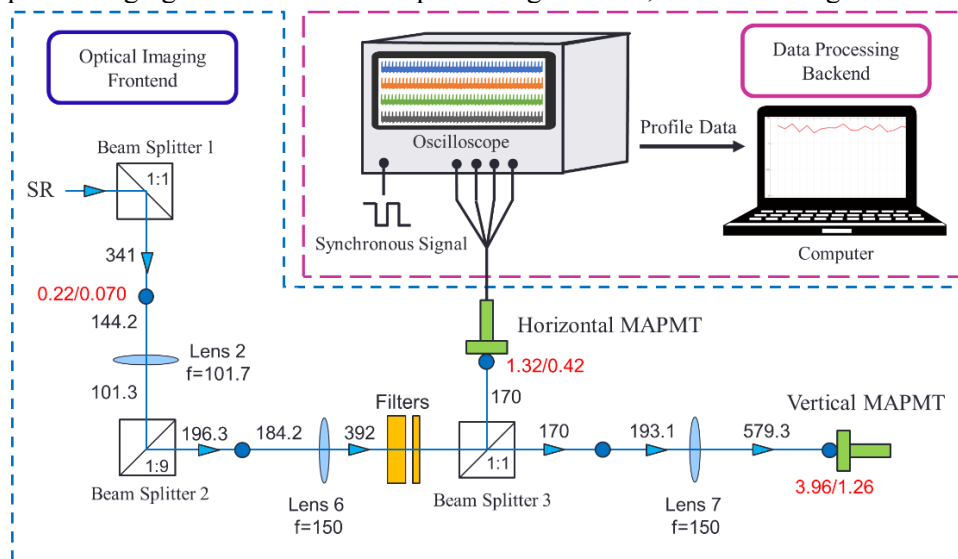 Optical Imaging
Frontend
Data Processing
Backend
Oscilloscope
Profile Data
Beam Splitter 1
1:1
SR
Synchronous Signal
Computer
341
0.22/0.070
144.2
Horizontal MAPMT
Lens 2
f=101.7
1.32/0.42
101.3
170
Filters
Vertical MAPMT
196.3
184.2
392
170
193.1
579.3
1:9
1:1
Beam Splitter 2
Beam Splitter 3
3.96/1.26
Lens 6
f=150
Lens 7
f=150